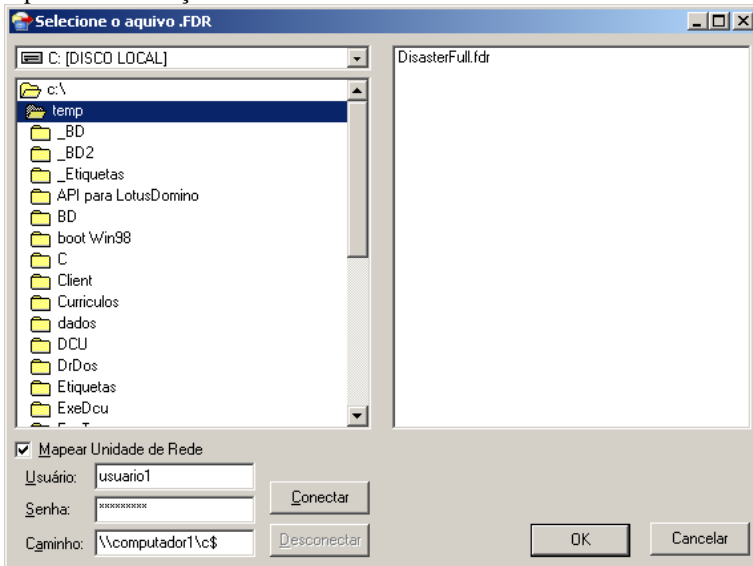 Selecione o aquivo .FDR
C: [DISCO LOCAL]
c:\
temp
_BD
_BD2
_Etiquetas
API para LotusDomino
BD
boot Win98
C
Client
Curriculos
dados
DCU
DrDos
Etiquetas
ExeDcu
DisasterFull.fdr
Mapear Unidade de Rede
Usuário: usuario1
Senha: ×××××××××
Caminho: \\computador1\c$
Conectar
Desconectar
OK
Cancelar